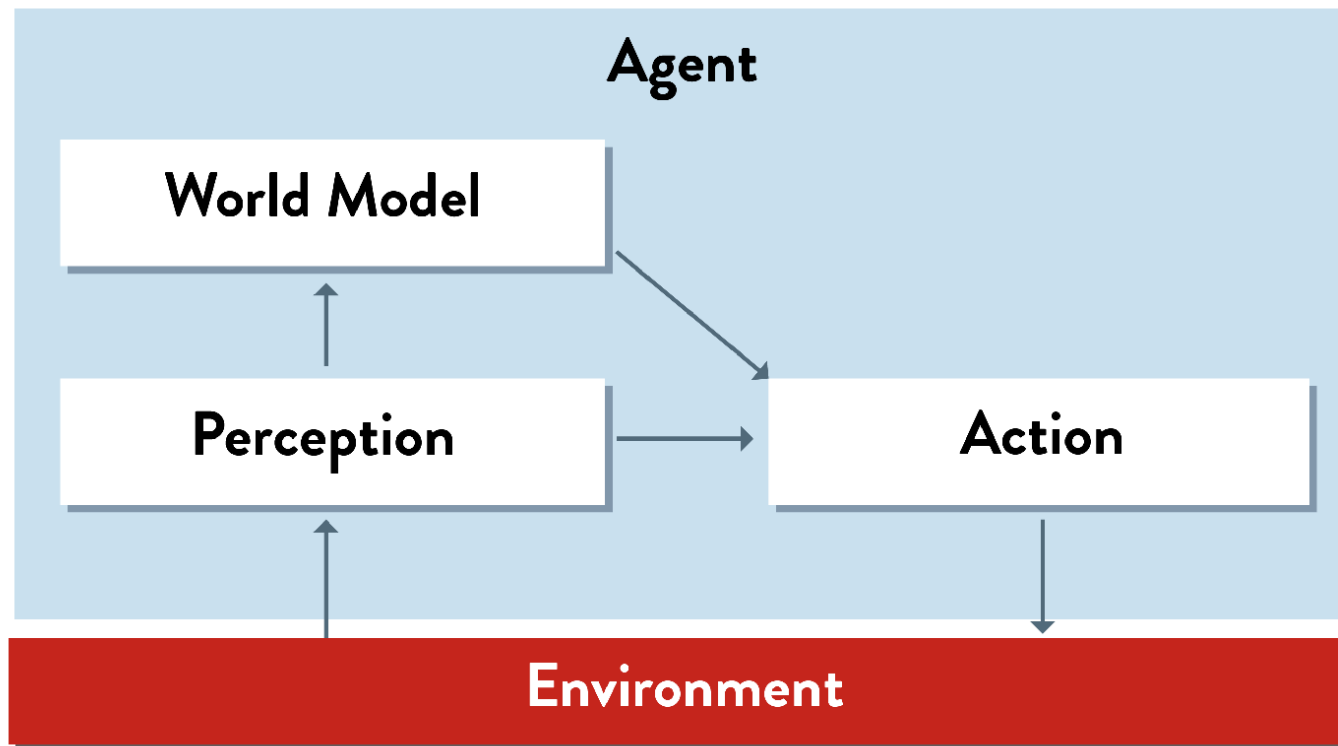 Agent
World Model
Perception
Action
Environment